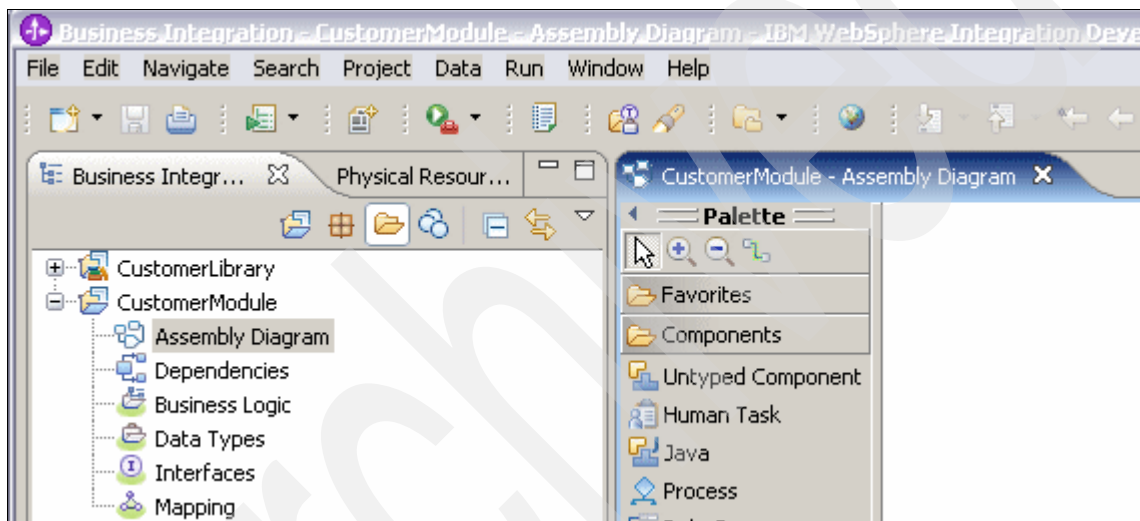 Business Integration - CustomerModule - Assembly Diagram - IBM WebSphere Integration Deve
File Edit Navigate Search Project Data Run Window Help
Business Integr... Physical Resour... CustomerModule - Assembly Diagram
Palette
CustomerLibrary
CustomerModule
Assembly Diagram
Dependencies
Business Logic
Data Types
Interfaces
Mapping
Favorites
Components
Untyped Component
Human Task
Java
Process